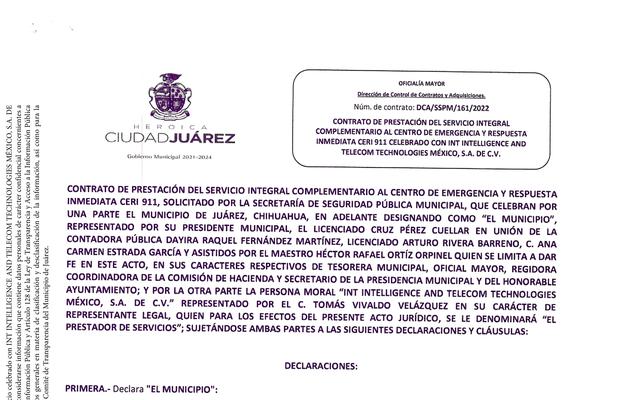 OFICIALÍA MAYOR
Dirección de Control de Contratos y Adquisiciones.
Núm. de contrato: DCA/SSPM/161/2022
CONTRATO DE PRESTACIÓN DEL SERVICIO INTEGRAL
COMPLEMENTARIO AL CENTRO DE EMERGENCIA Y RESPUESTA
INMEDIATA CERI 911 CELEBRADO CON INT INTELLIGENCE AND
TELECOM TECHNOLOGIES MÉXICO, S.A. DE C.V.
HEROICA
CIUDADJUÁREZ
Gobierno Municipal 2021-2024
CONTRATO DE PRESTACIÓN DEL SERVICIO INTEGRAL COMPLEMENTARIO AL CENTRO DE EMERGENCIA Y RESPUESTA
INMEDIATA CERI 911, SOLICITADO POR LA SECRETARÍA DE SEGURIDAD PÚBLICA MUNICIPAL, QUE CELEBRAN POR
UNA PARTE EL MUNICIPIO DE JUÁREZ, CHIHUAHUA, EN ADELANTE DESIGNANDO COMO "EL MUNICIPIO",
REPRESENTADO POR SU PRESIDENTE MUNICIPAL, EL LICENCIADO CRUZ PÉREZ CUELLAR EN UNIÓN DE LA
CONTADORA PÚBLICA DAYIRA RAQUEL FERNÁNDEZ MARTÍNEZ, LICENCIADO ARTURO RIVERA BARRENO, C. ANA
CARMEN ESTRADA GARCÍA Y ASISTIDOS POR EL MAESTRO HÉCTOR RAFAEL ORTÍZ ORPINEL QUIEN SE LIMITA A DAR
FE EN ESTE ACTO, EN SUS CARACTERES RESPECTIVOS DE TESORERA MUNICIPAL, OFICIAL MAYOR, REGIDORA
COORDINADORA DE LA COMISIÓN DE HACIENDA Y SECRETARIO DE LA PRESIDENCIA MUNICIPAL Y DEL HONORABLE
AYUNTAMIENTO; Y POR LA OTRA PARTE LA PERSONA MORAL "INT INTELLIGENCE AND TELECOM TECHNOLOGIES
MÉXICO, S.A. DE C.V." REPRESENTADO POR EL C. TOMÁS VIVALDO VELÁZQUEZ EN SU CARÁCTER DE
REPRESENTANTE LEGAL, QUIEN PARA LOS EFECTOS DEL PRESENTE ACTO JURÍDICO, SE LE DENOMINARÁ "EL
PRESTADOR DE SERVICIOS"; SUJETÁNDOSE AMBAS PARTES A LAS SIGUIENTES DECLARACIONES Y CLÁUSULAS:
DECLARACIONES:
PRIMERA.- Declara "EL MUNICIPIO":
cio celebrado con INT INTELLIGENCE AND TELECOM TECHNOLOGIES MÉXICO, S.A. DE
onsiderarse información que contiene datos personales de carácter confidencial concernientes a
nformación Pública y Artículo 128 de la Ley de Transparencia y Acceso a la Información Pública
os generales en materia de clasificación y desclasificación de la información, así como para la
Comité de Transparencia del Municipio de Juárez.